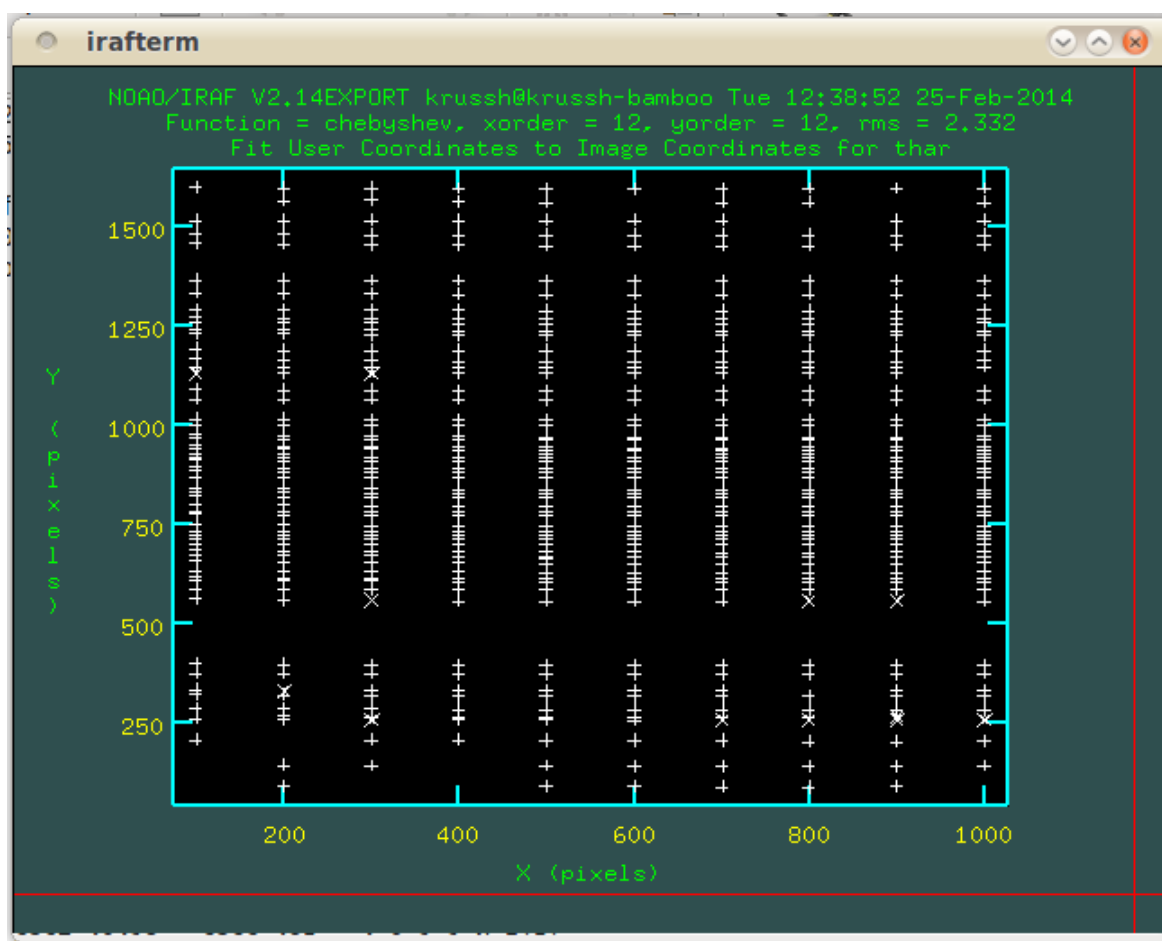 irafterm
NOAO/IRAF V2.14EXPORT krussh@krussh-bamboo Tue 12:38:52 25-Feb-2014
Function = chebyshev, xorder = 12, yorder = 12, rms = 2.332
Fit User Coordinates to Image Coordinates for thar
1500
1250
1000
750
500
250
Y (pixels)
200 400 600 800 1000
X (pixels)